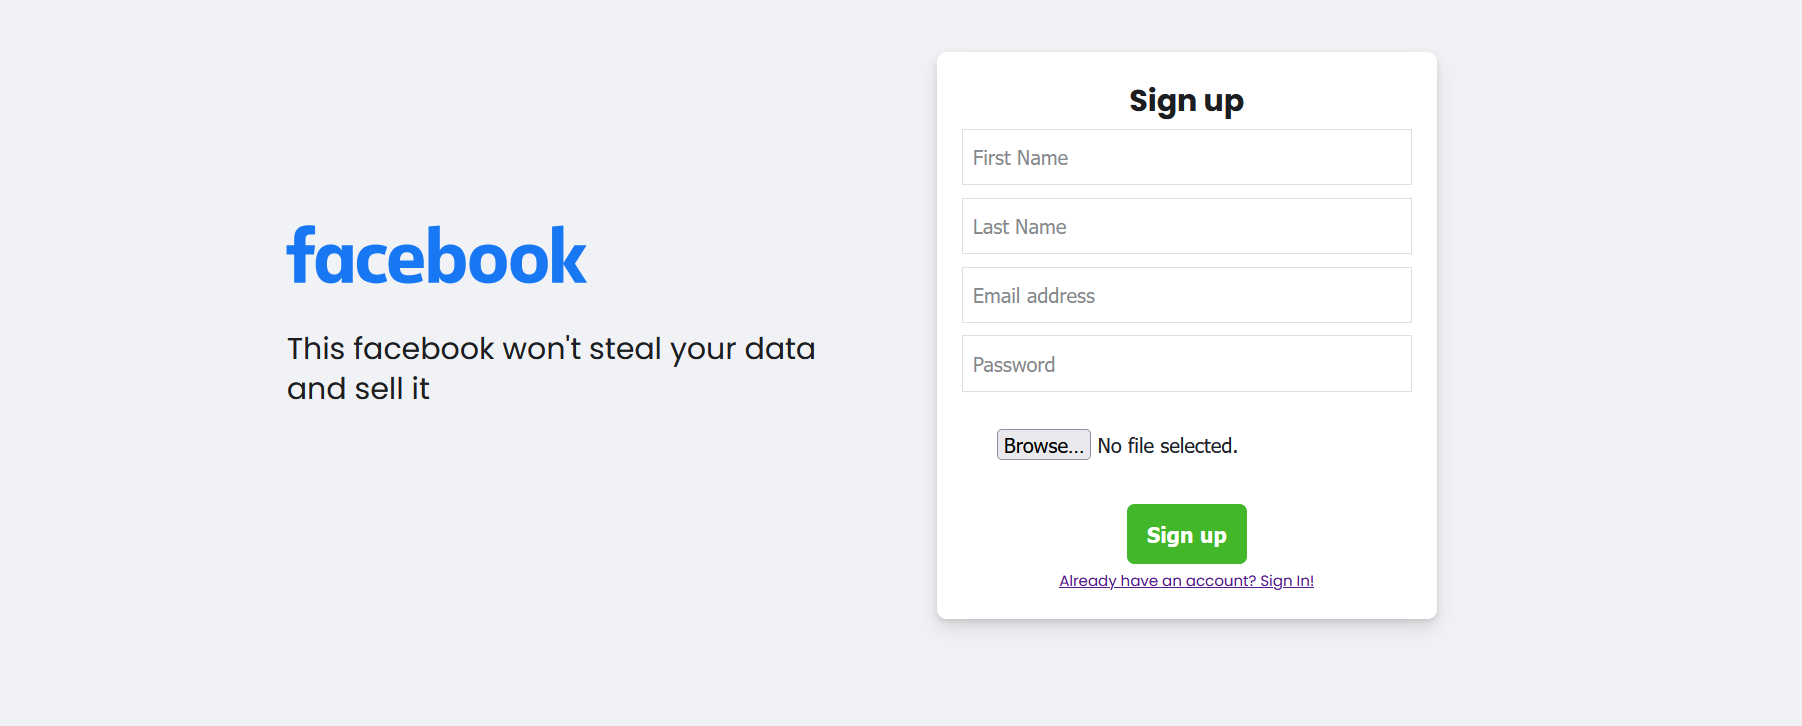 facebook
This facebook won't steal your data
and sell it
Sign up
First Name
Last Name
Email address
Password
Browse... No file selected.
Sign up
Already have an account? Sign In!